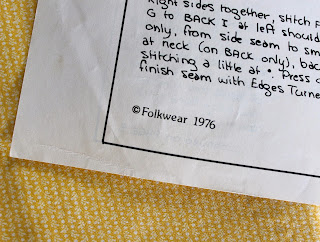 Right sides together, stitch F
G to BACK I at left should
only, from side seam to sm
at neck (on BACK only), bac
stitching a little at •. Press
finish seam with Edges Turne
© Folkwear 1976